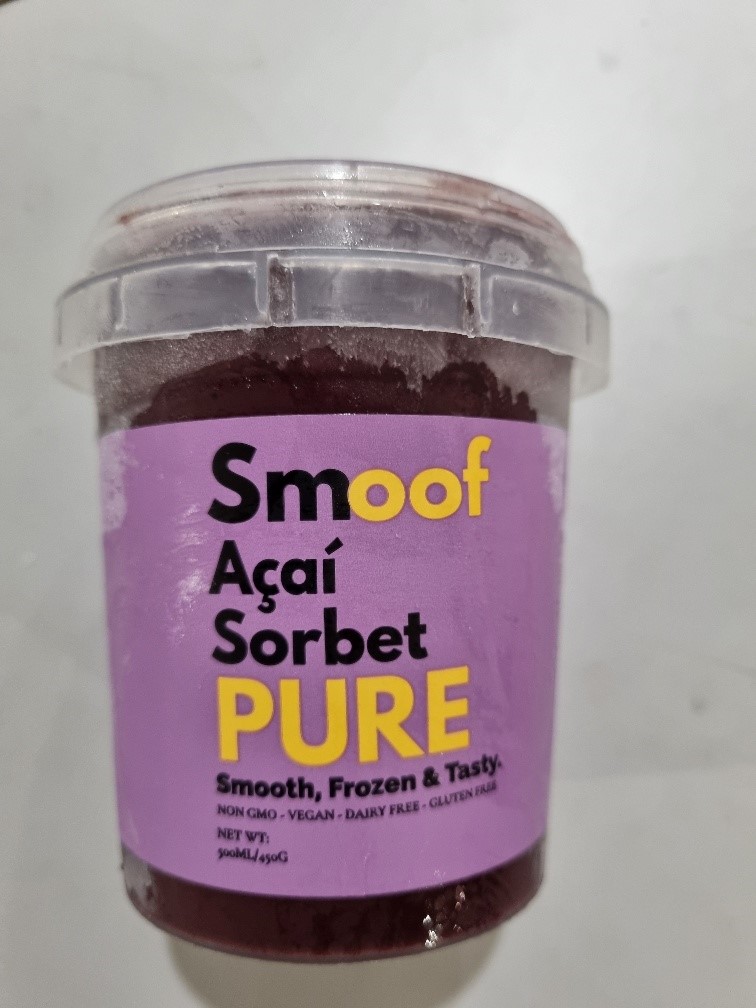 Smoof
Açaí
Sorbet
PURE
Smooth, Frozen & Tasty.
NON GMO - VEGAN - DAIRY FREE - GLUTEN FREE
NET WT:
500ML/450G